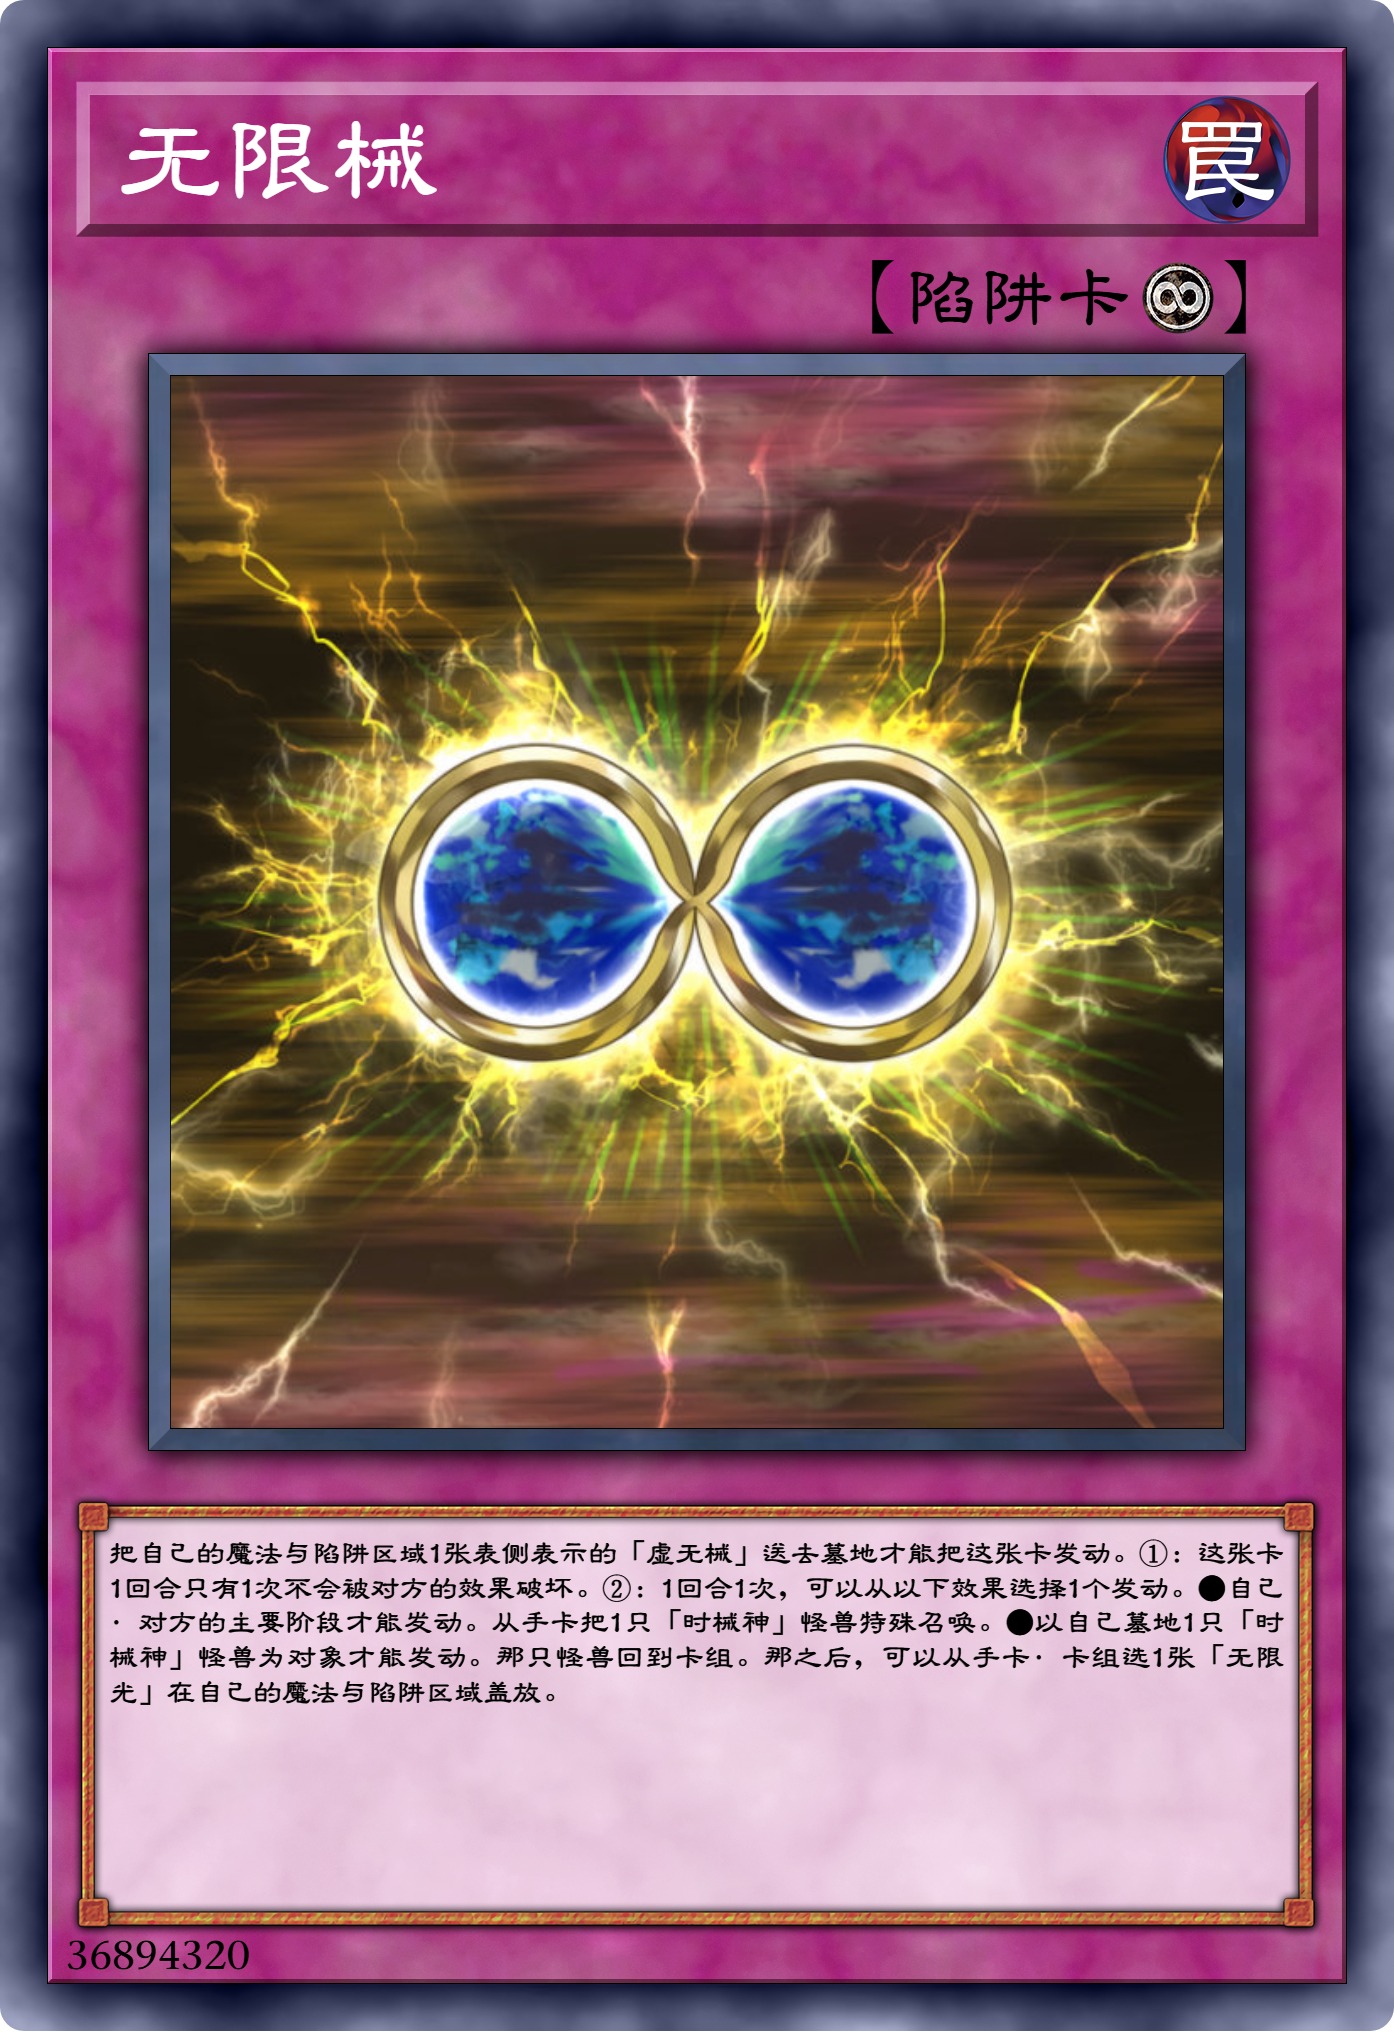 无限械
罠
【陷阱卡∞】
把自己的魔法与陷阱区域1张表侧表示的「虚无械」送去墓地才能把这张卡发动。①：这张卡
1回合只有1次不会被对方的效果破坏。②：1回合1次，可以从以下效果选择1个发动。●自己
·对方的主要阶段才能发动。从手卡把1只「时械神」怪兽特殊召唤。●以自己墓地1只「时
械神」怪兽为对象才能发动。那只怪兽回到卡组。那之后，可以从手卡·卡组选1张「无限
光」在自己的魔法与陷阱区域盖放。
36894320